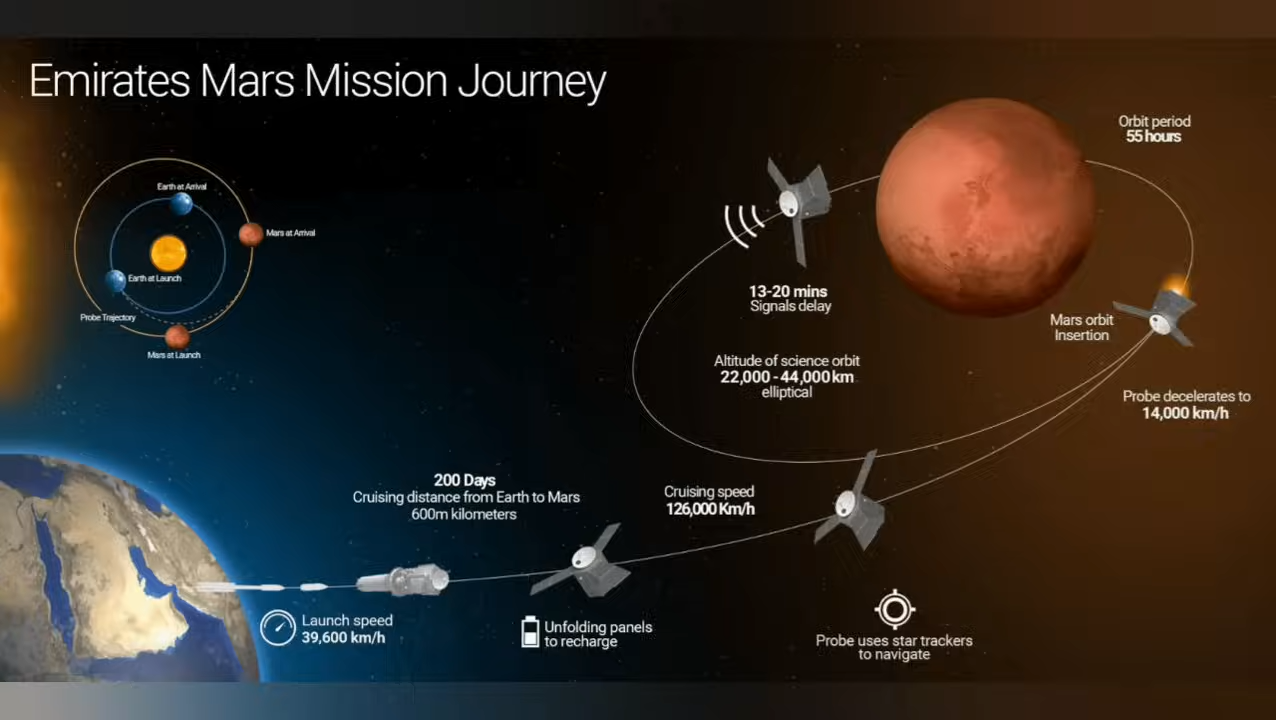 Emirates Mars Mission Journey
Earth at Arrival
Mars at Arrival
Earth at Launch
Probe Trajectory
Mars at Launch
Orbit period
55 hours
13-20 mins
Signals delay
Mars orbit
Insertion
Altitude of science orbit
22,000 - 44,000 km
elliptical
Probe decelerates to
14,000 km/h
200 Days
Cruising distance from Earth to Mars
600m kilometers
Cruising speed
126,000 Km/h
Launch speed
39,600 km/h
Unfolding panels
to recharge
Probe uses star trackers
to navigate